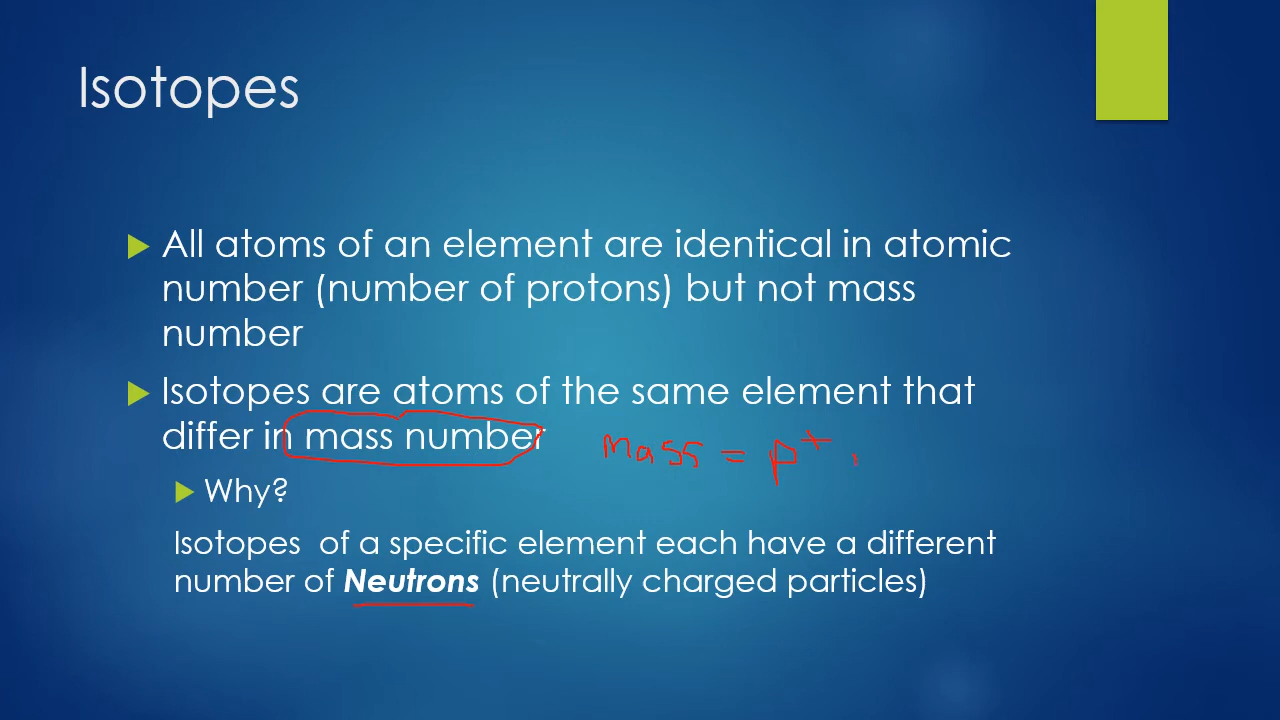 Isotopes
All atoms of an element are identical in atomic
number (number of protons) but not mass
number
Isotopes are atoms of the same element that
differ in mass number
mass = p+
Why?
Isotopes of a specific element each have a different
number of Neutrons (neutrally charged particles)